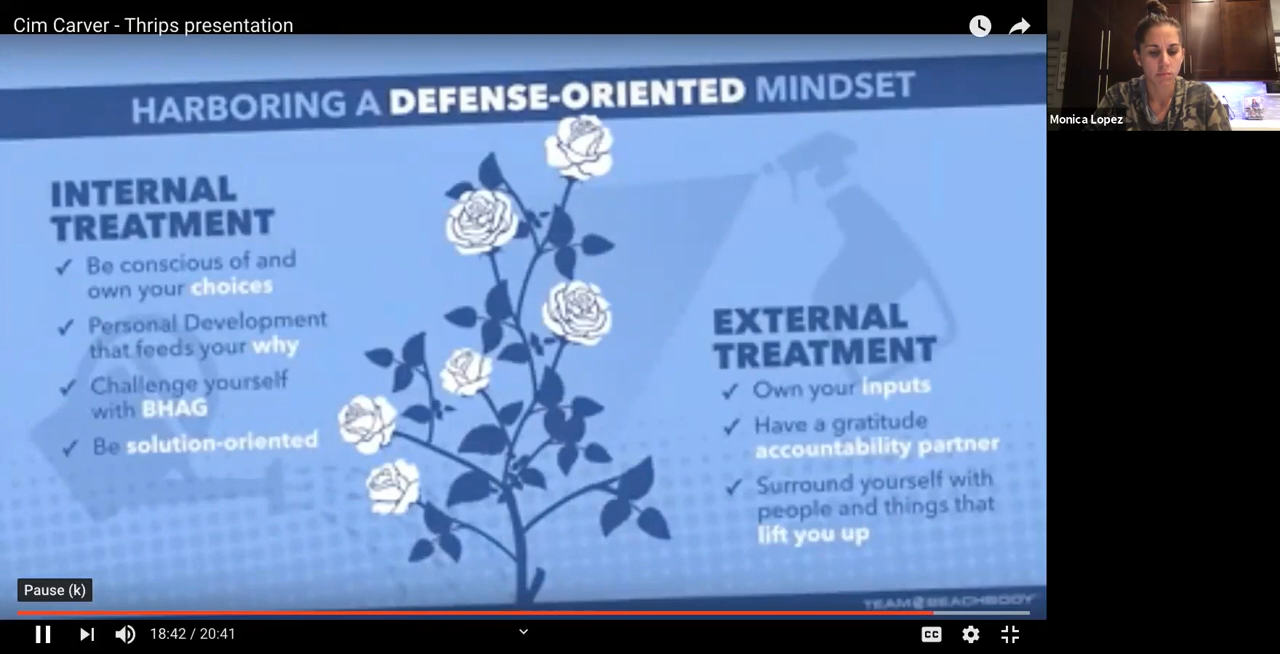 Cim Carver - Thrips presentation
HARBORING A DEFENSE-ORIENTED MINDSET
INTERNAL
TREATMENT
✓ Be conscious of and
own your choices
✓ Personal Development
that feeds your why
✓ Challenge yourself
with BHAG
✓ Be solution-oriented
EXTERNAL
TREATMENT
✓ Own your inputs
✓ Have a gratitude
accountability partner
✓ Surround yourself with
people and things that
lift you up
TEAM BEACHBODY
Monica Lopez
Pause (k)
18:42 / 20:41
CC